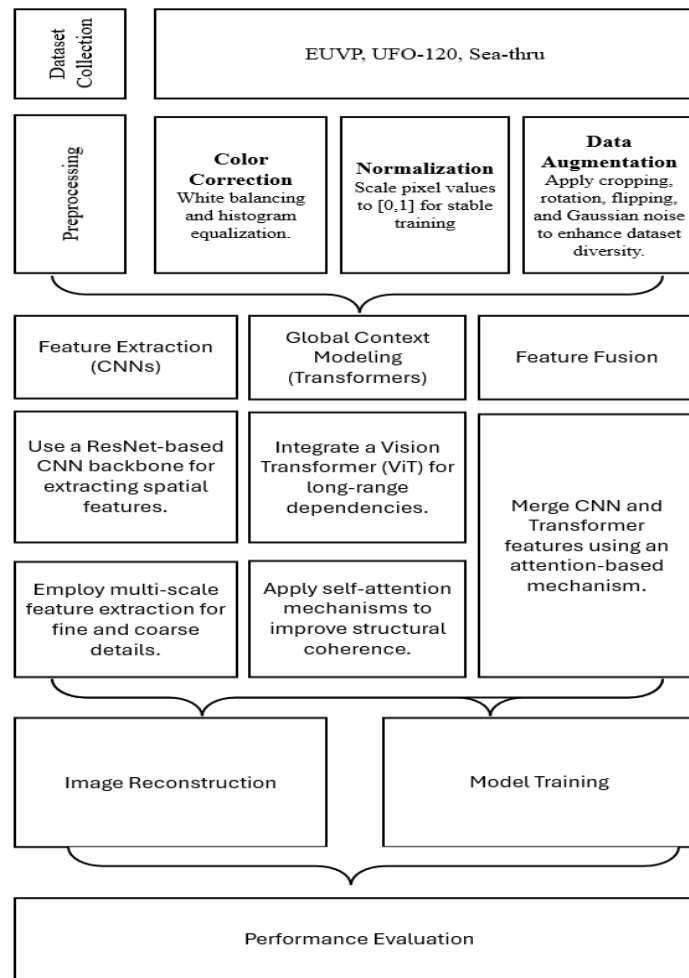 Dataset
Collection
EUVP, UFO-120, Sea-thru
Preprocessing
Color
Correction
White balancing
and histogram
equalization.
Normalization
Scale pixel values
to [0,1] for stable
training
Data
Augmentation
Apply cropping,
rotation, flipping,
and Gaussian noise
to enhance dataset
diversity.
Feature Extraction
(CNNs)
Global Context
Modeling
(Transformers)
Feature Fusion
Use a ResNet-based
CNN backbone for
extracting spatial
features.
Integrate a Vision
Transformer (ViT) for
long-range
dependencies.
Merge CNN and
Transformer
features using an
attention-based
mechanism.
Employ multi-scale
feature extraction for
fine and coarse
details.
Apply self-attention
mechanisms to
improve structural
coherence.
Image Reconstruction
Model Training
Performance Evaluation